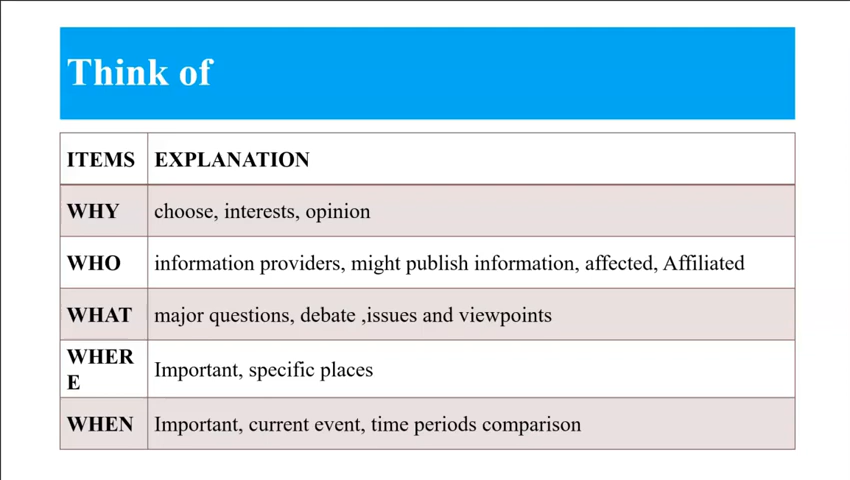 Think of
ITEMS EXPLANATION
WHY choose, interests, opinion
WHO information providers, might publish information, affected, Affiliated
WHAT major questions, debate ,issues and viewpoints
WHER
E Important, specific places
WHEN Important, current event, time periods comparison